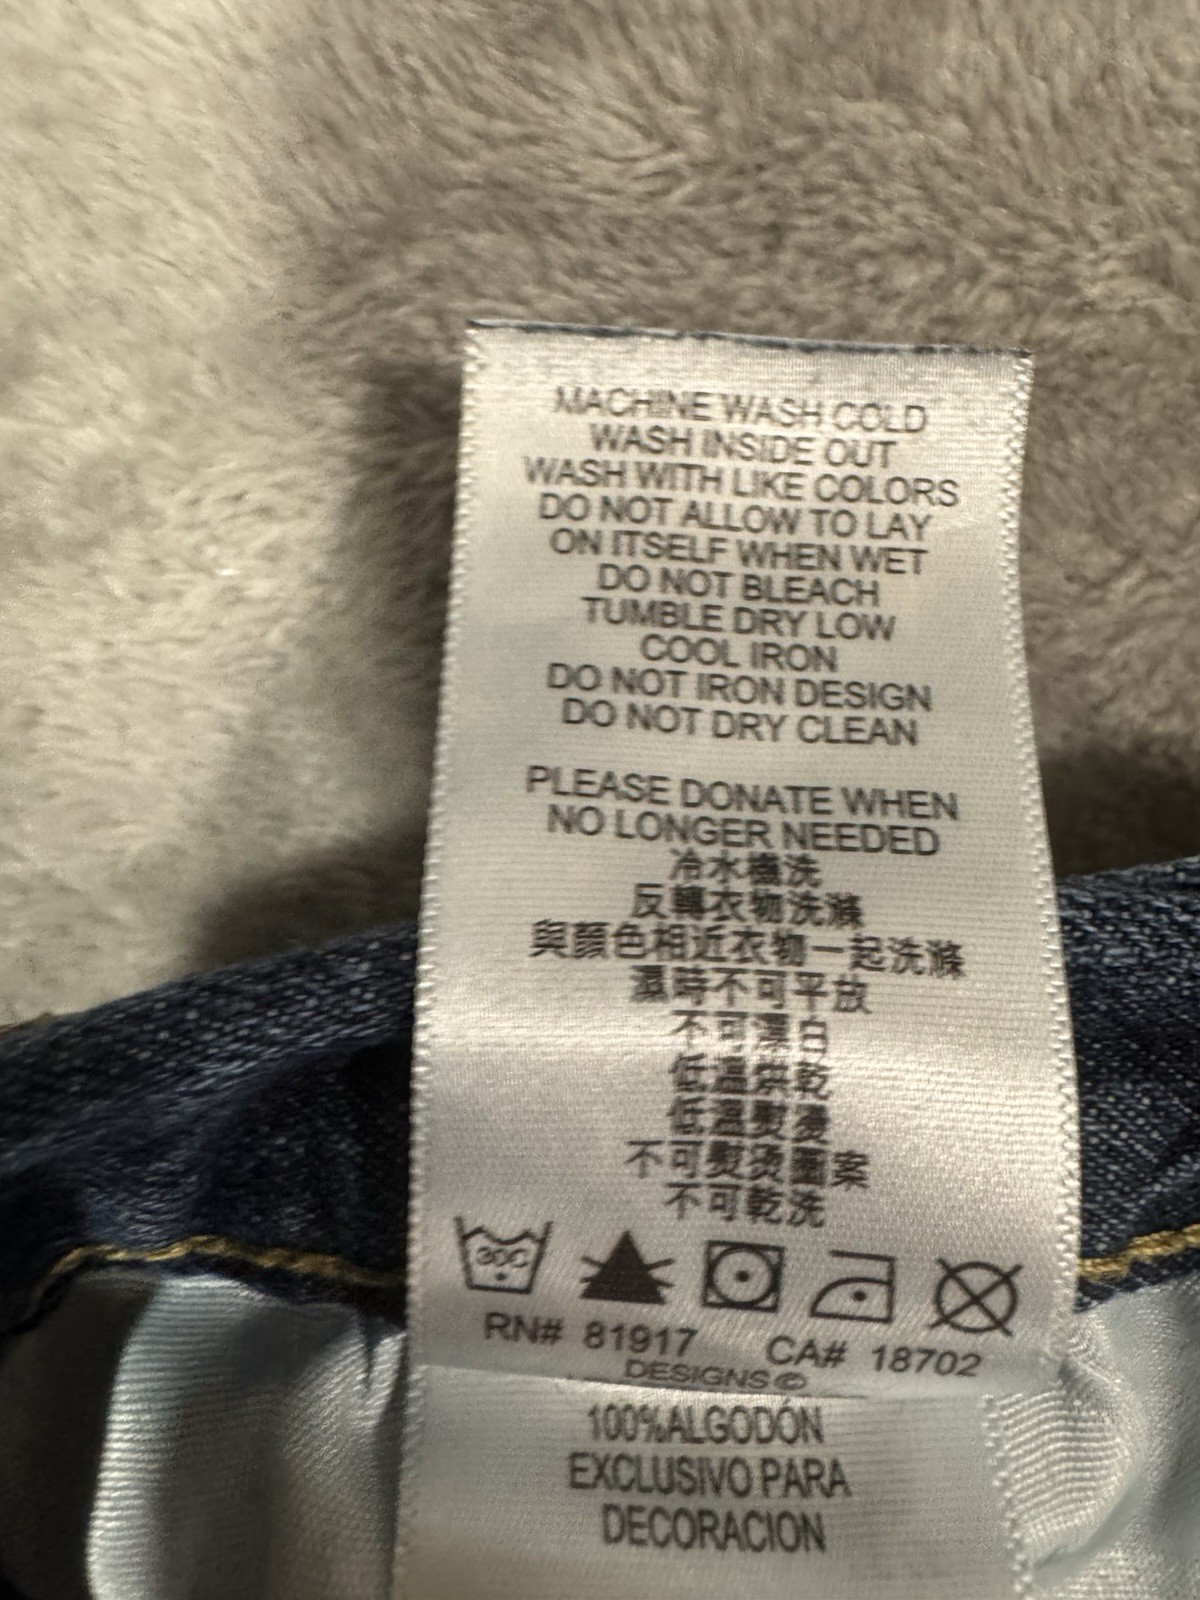 MACHINE WASH COLD
WASH INSIDE OUT
WASH WITH LIKE COLORS
DO NOT ALLOW TO LAY
ON ITSELF WHEN WET
DO NOT BLEACH
TUMBLE DRY LOW
COOL IRON
DO NOT IRON DESIGN
DO NOT DRY CLEAN
PLEASE DONATE WHEN
NO LONGER NEEDED
冷水機洗
反轉衣物洗滌
與顏色相近衣物一起洗滌
濕時不可平放
不可漂白
低溫烘乾
低溫熨燙
不可熨燙圖案
不可乾洗
30C
RN# 81917 CA# 18702
DESIGNS©
100%ALGODÓN
EXCLUSIVO PARA
DECORACION